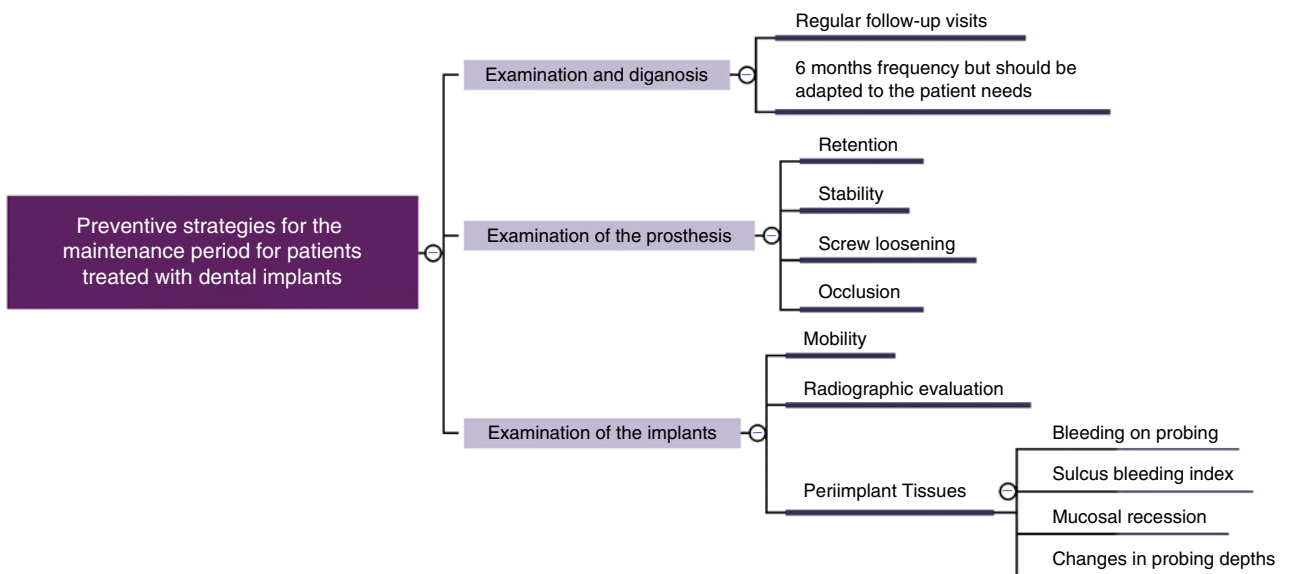 Preventive strategies for the
maintenance period for patients
treated with dental implants
Examination and diganosis
Regular follow-up visits
6 months frequency but should be
adapted to the patient needs
Examination of the prosthesis
Retention
Stability
Screw loosening
Occlusion
Examination of the implants
Mobility
Radiographic evaluation
Periimplant Tissues
Bleeding on probing
Sulcus bleeding index
Mucosal recession
Changes in probing depths